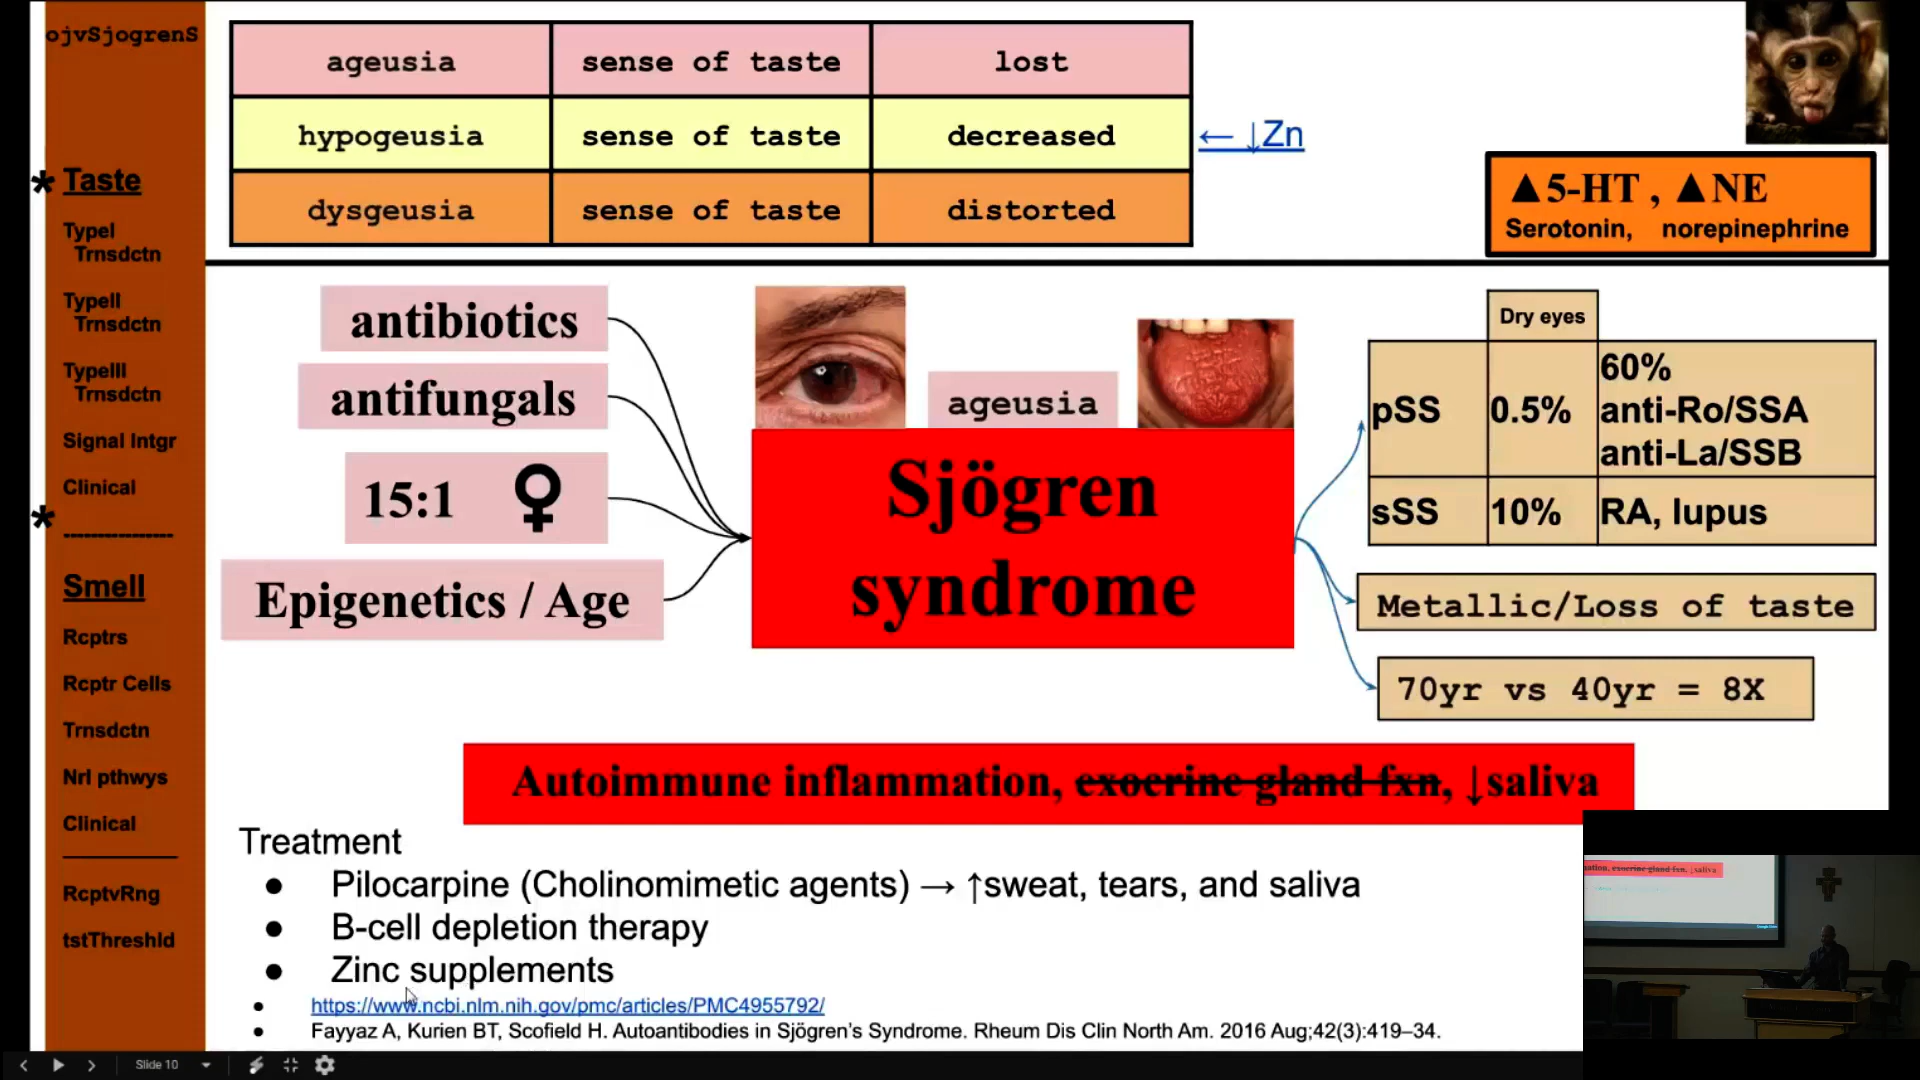 ojvSjogrenS
* Taste
TypeI
Trnsdctn
TypeII
Trnsdctn
TypeIII
Trnsdctn
Signal Intgr
Clinical
*
----------------
Smell
Rcptrs
Rcptr Cells
Trnsdctn
Nrl pthwys
Clinical
RcptvRng
tstThreshld
ageusia sense of taste lost
hypogeusia sense of taste decreased
← ↓Zn
dysgeusia sense of taste distorted
▲5-HT , ▲NE
Serotonin, norepinephrine
antibiotics
antifungals
15:1 ♀
Epigenetics / Age
ageusia
Sjögren
syndrome
Dry eyes
pSS 0.5% 60%
anti-Ro/SSA
anti-La/SSB
sSS 10% RA, lupus
Metallic/Loss of taste
70yr vs 40yr = 8X
Autoimmune inflammation, exocrine gland fxn, ↓saliva
Treatment
● Pilocarpine (Cholinomimetic agents) → ↑sweat, tears, and saliva
● B-cell depletion therapy
● Zinc supplements
● https://www.ncbi.nlm.nih.gov/pmc/articles/PMC4955792/
● Fayyaz A, Kurien BT, Scofield H. Autoantibodies in Sjögren's Syndrome. Rheum Dis Clin North Am. 2016 Aug;42(3):419–34.
exocrine gland fxn, ↓saliva
Slide 10